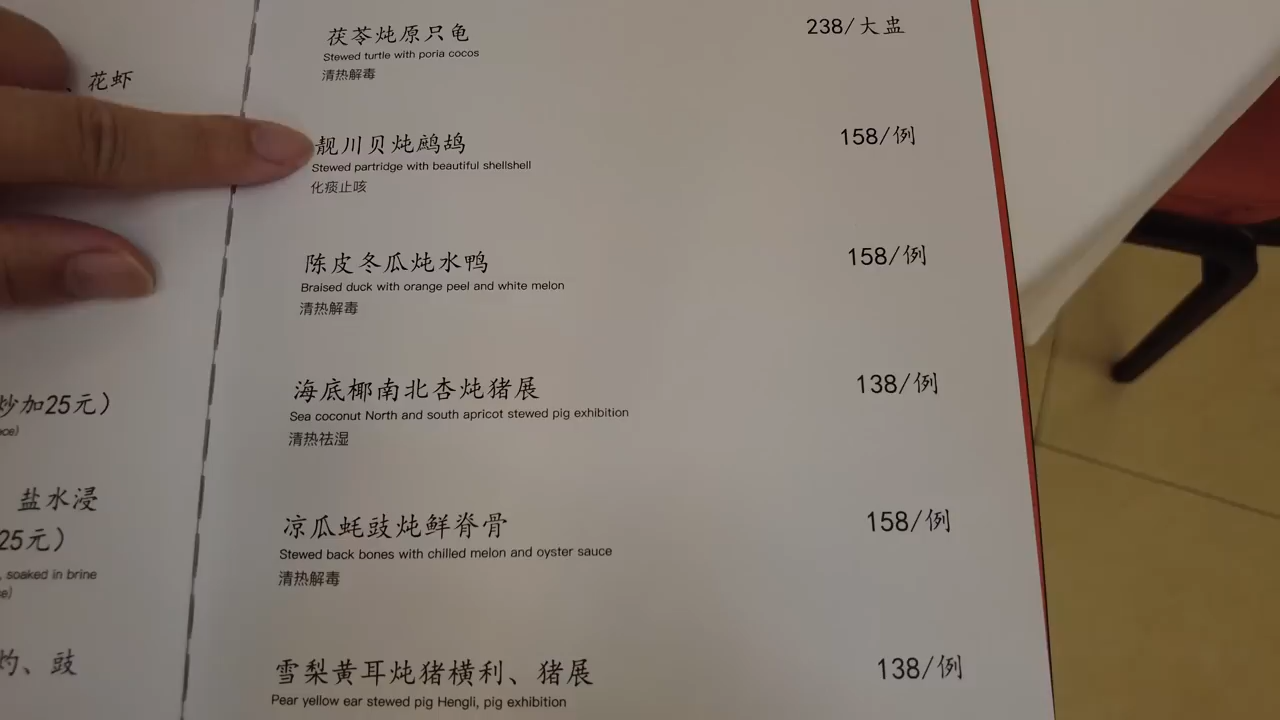 、花虾
炒加25元）
ce)
盐水浸
25元）
, soaked in brine
e)
灼、豉
茯苓炖原只龟 238/大盅
Stewed turtle with poria cocos
清热解毒
靓川贝炖鹧鸪 158/例
Stewed partridge with beautiful shellshell
化痰止咳
陈皮冬瓜炖水鸭 158/例
Braised duck with orange peel and white melon
清热解毒
海底椰南北杏炖猪展 138/例
Sea coconut North and south apricot stewed pig exhibition
清热祛湿
凉瓜蚝豉炖鲜脊骨 158/例
Stewed back bones with chilled melon and oyster sauce
清热解毒
雪梨黄耳炖猪横利、猪展 138/例
Pear yellow ear stewed pig Hengli, pig exhibition